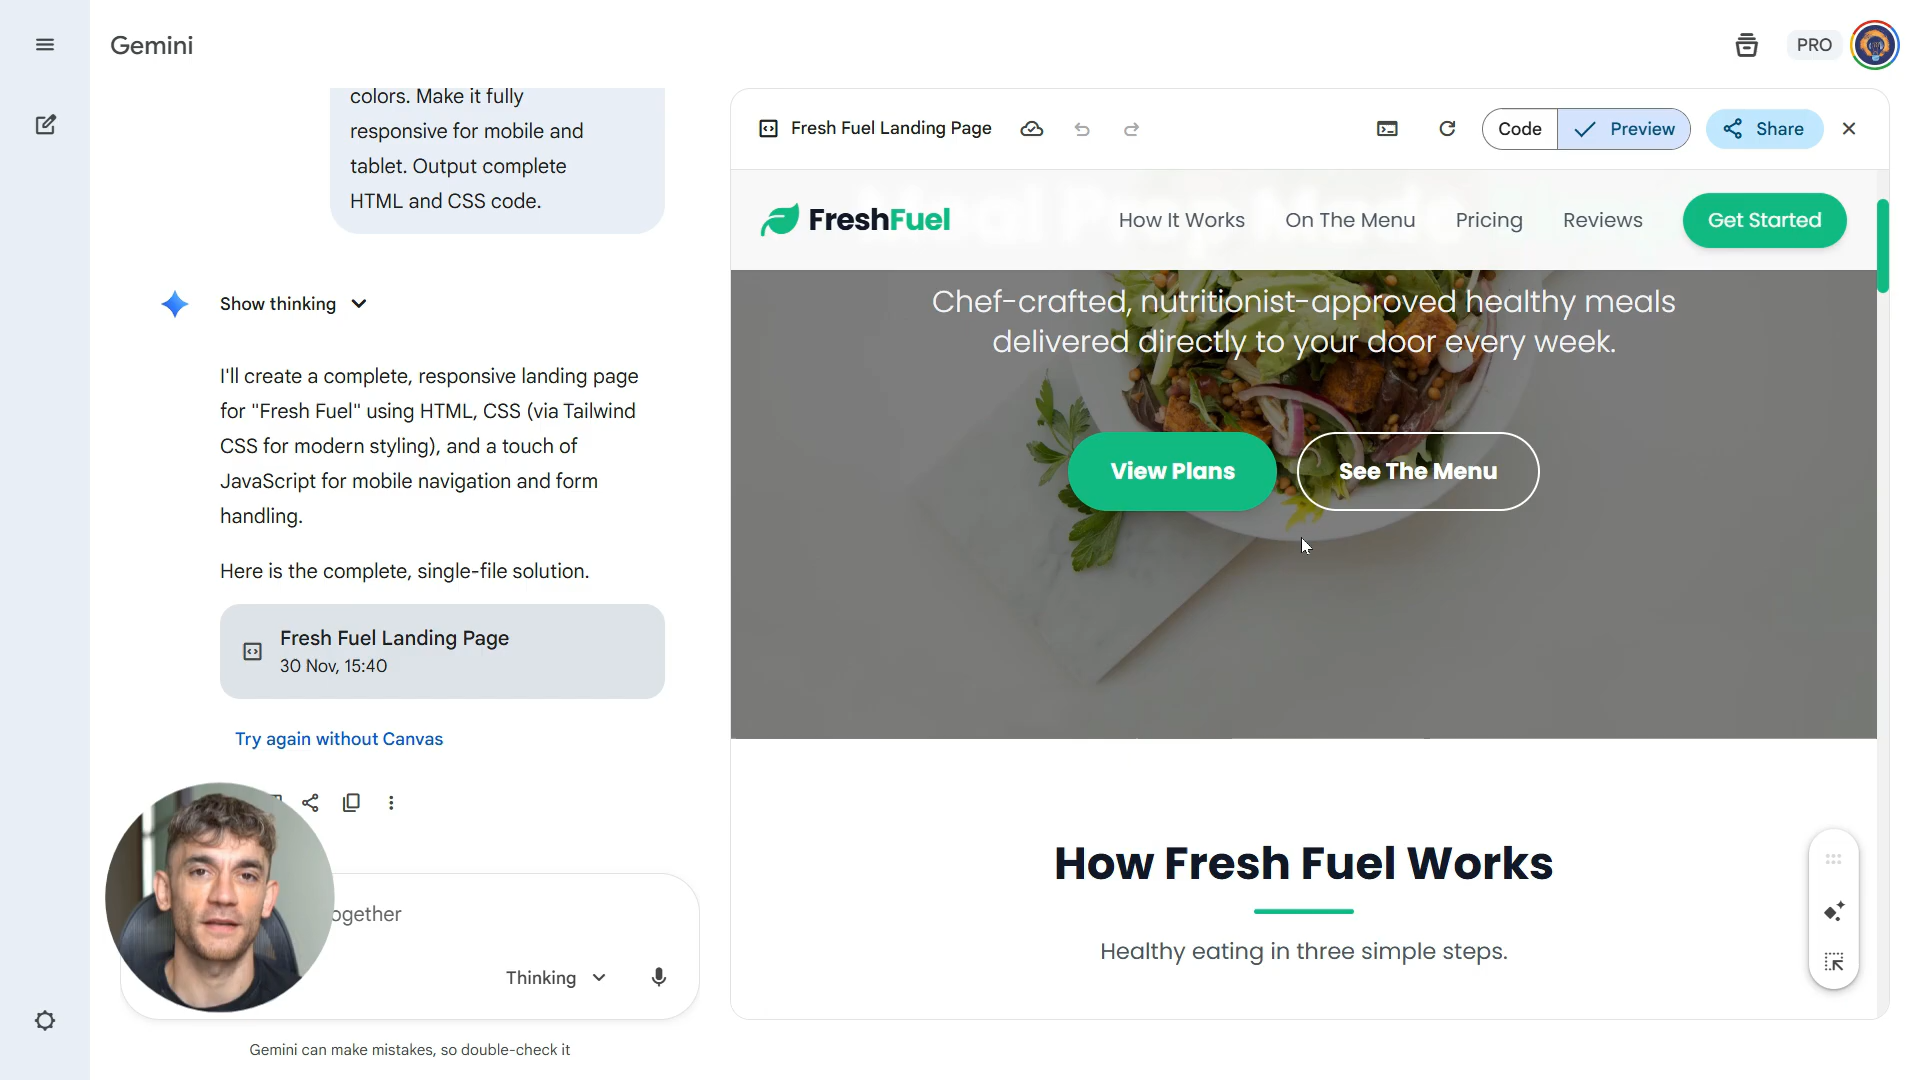 Gemini
PRO
colors. Make it fully
responsive for mobile and
tablet. Output complete
HTML and CSS code.
Show thinking
I'll create a complete, responsive landing page
for "Fresh Fuel" using HTML, CSS (via Tailwind
CSS for modern styling), and a touch of
JavaScript for mobile navigation and form
handling.
Here is the complete, single-file solution.
Fresh Fuel Landing Page
30 Nov, 15:40
Try again without Canvas
ogether
Thinking
Gemini can make mistakes, so double-check it
Fresh Fuel Landing Page
Code
Preview
Share
FreshFuel
How It Works
On The Menu
Pricing
Reviews
Get Started
Chef-crafted, nutritionist-approved healthy meals
delivered directly to your door every week.
View Plans
See The Menu
How Fresh Fuel Works
Healthy eating in three simple steps.